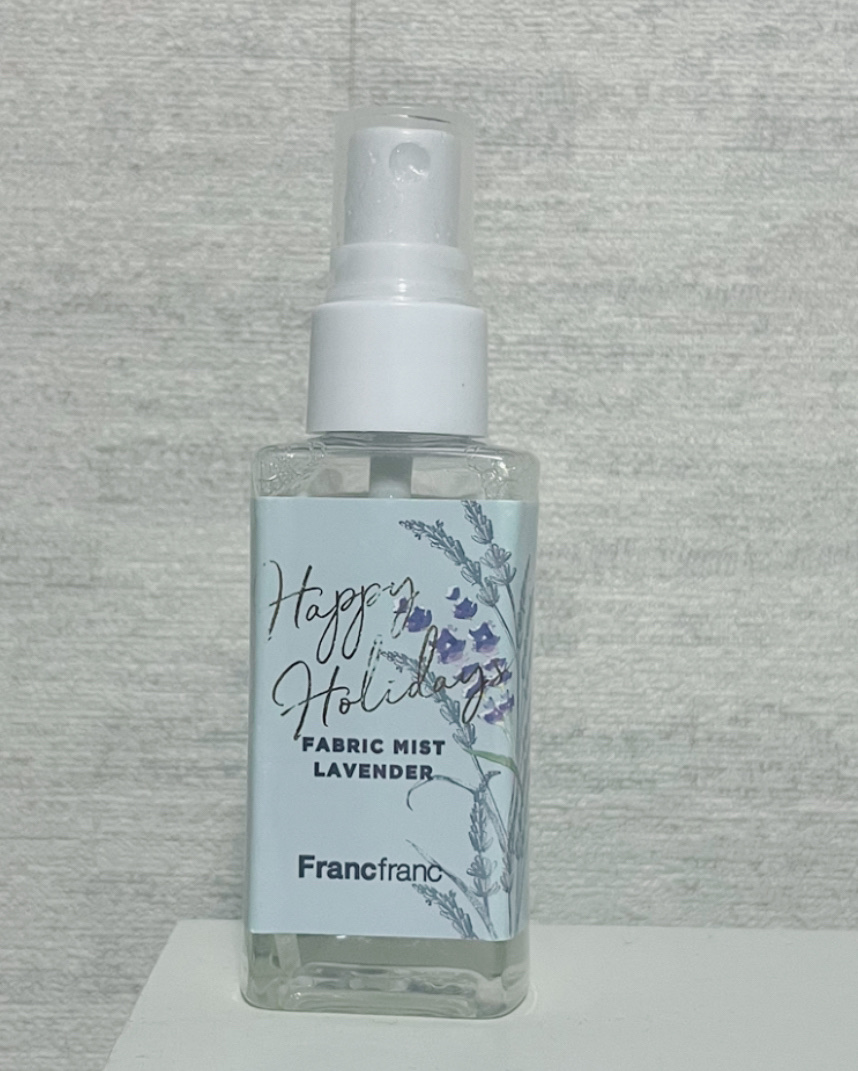 Happy
Holidays
FABRIC MIST
LAVENDER
Francfranc